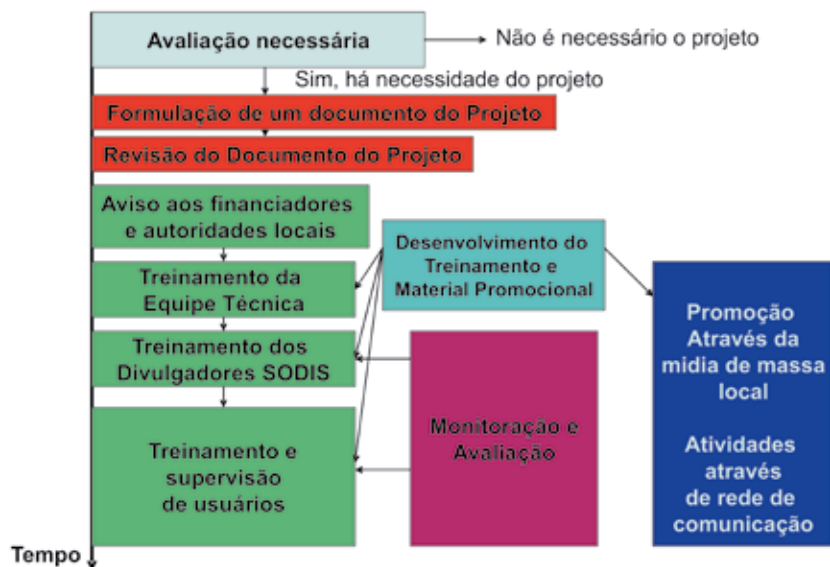 Avaliação necessária
Não é necessário o projeto
Sim, há necessidade do projeto
Formulação de um documento do Projeto
Revisão do Documento do Projeto
Aviso aos financiadores
e autoridades locais
Desenvolvimento do
Treinamento e
Material Promocional
Treinamento da
Equipe Técnica
Promoção
Através da
midia de massa
local
Treinamento dos
Divulgadores SODIS
Monitoração e
Avaliação
Atividades
através
de rede de
comunicação
Treinamento e
supervisão
de usuários
Tempo